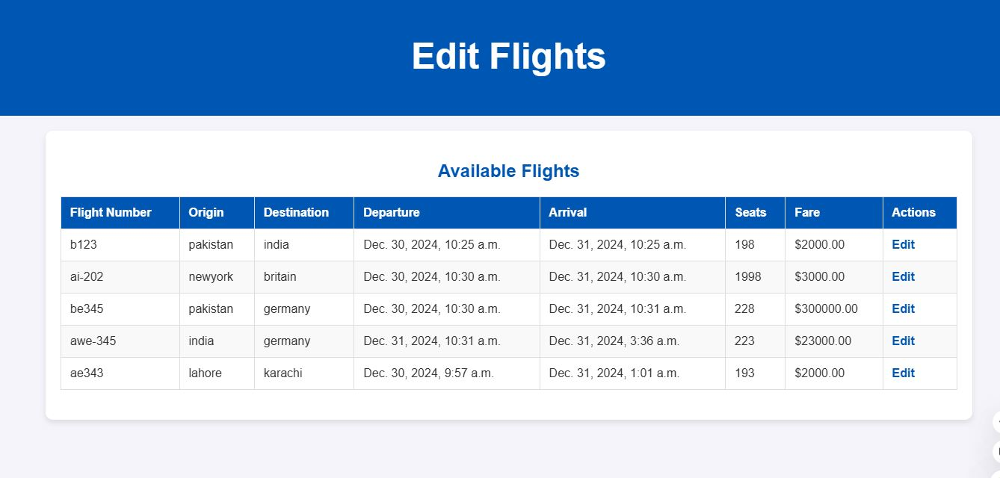 Edit Flights
Available Flights
Flight Number Origin Destination Departure Arrival Seats Fare Actions
b123 pakistan india Dec. 30, 2024, 10:25 a.m. Dec. 31, 2024, 10:25 a.m. 198 $2000.00 Edit
ai-202 newyork britain Dec. 30, 2024, 10:30 a.m. Dec. 31, 2024, 10:30 a.m. 1998 $3000.00 Edit
be345 pakistan germany Dec. 30, 2024, 10:30 a.m. Dec. 31, 2024, 10:31 a.m. 228 $300000.00 Edit
awe-345 india germany Dec. 31, 2024, 10:31 a.m. Dec. 31, 2024, 3:36 a.m. 223 $23000.00 Edit
ae343 lahore karachi Dec. 30, 2024, 9:57 a.m. Dec. 31, 2024, 1:01 a.m. 193 $2000.00 Edit